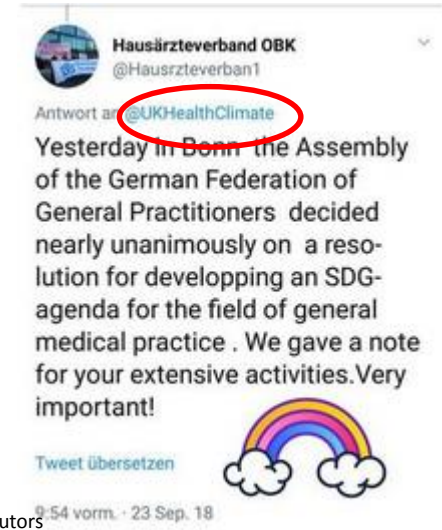 Hausärzteverband OBK
@Hausrzteverban1
Antwort an @UKHealthClimate
Yesterday in Bonn the Assembly
of the German Federation of
General Practitioners decided
nearly unanimously on a reso-
lution for developping an SDG-
agenda for the field of general
medical practice . We gave a note
for your extensive activities.Very
important!
Tweet übersetzen
9:54 vorm. · 23 Sep. 18
utors